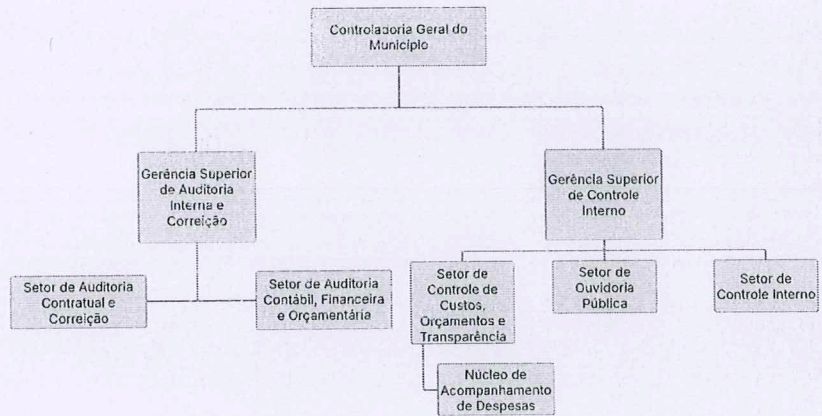 Controladoria Geral do
Município
Gerência Superior
de Auditoria
Interna e
Correição
Gerência Superior
de Controle
Interno
Setor de Auditoria
Contratual e
Correição
Setor de Auditoria
Contábil, Financeira
e Orçamentária
Setor de
Controle de
Custos,
Orçamentos e
Transparência
Setor de
Ouvidoria
Pública
Setor de
Controle Interno
Núcleo de
Acompanhamento
de Despesas